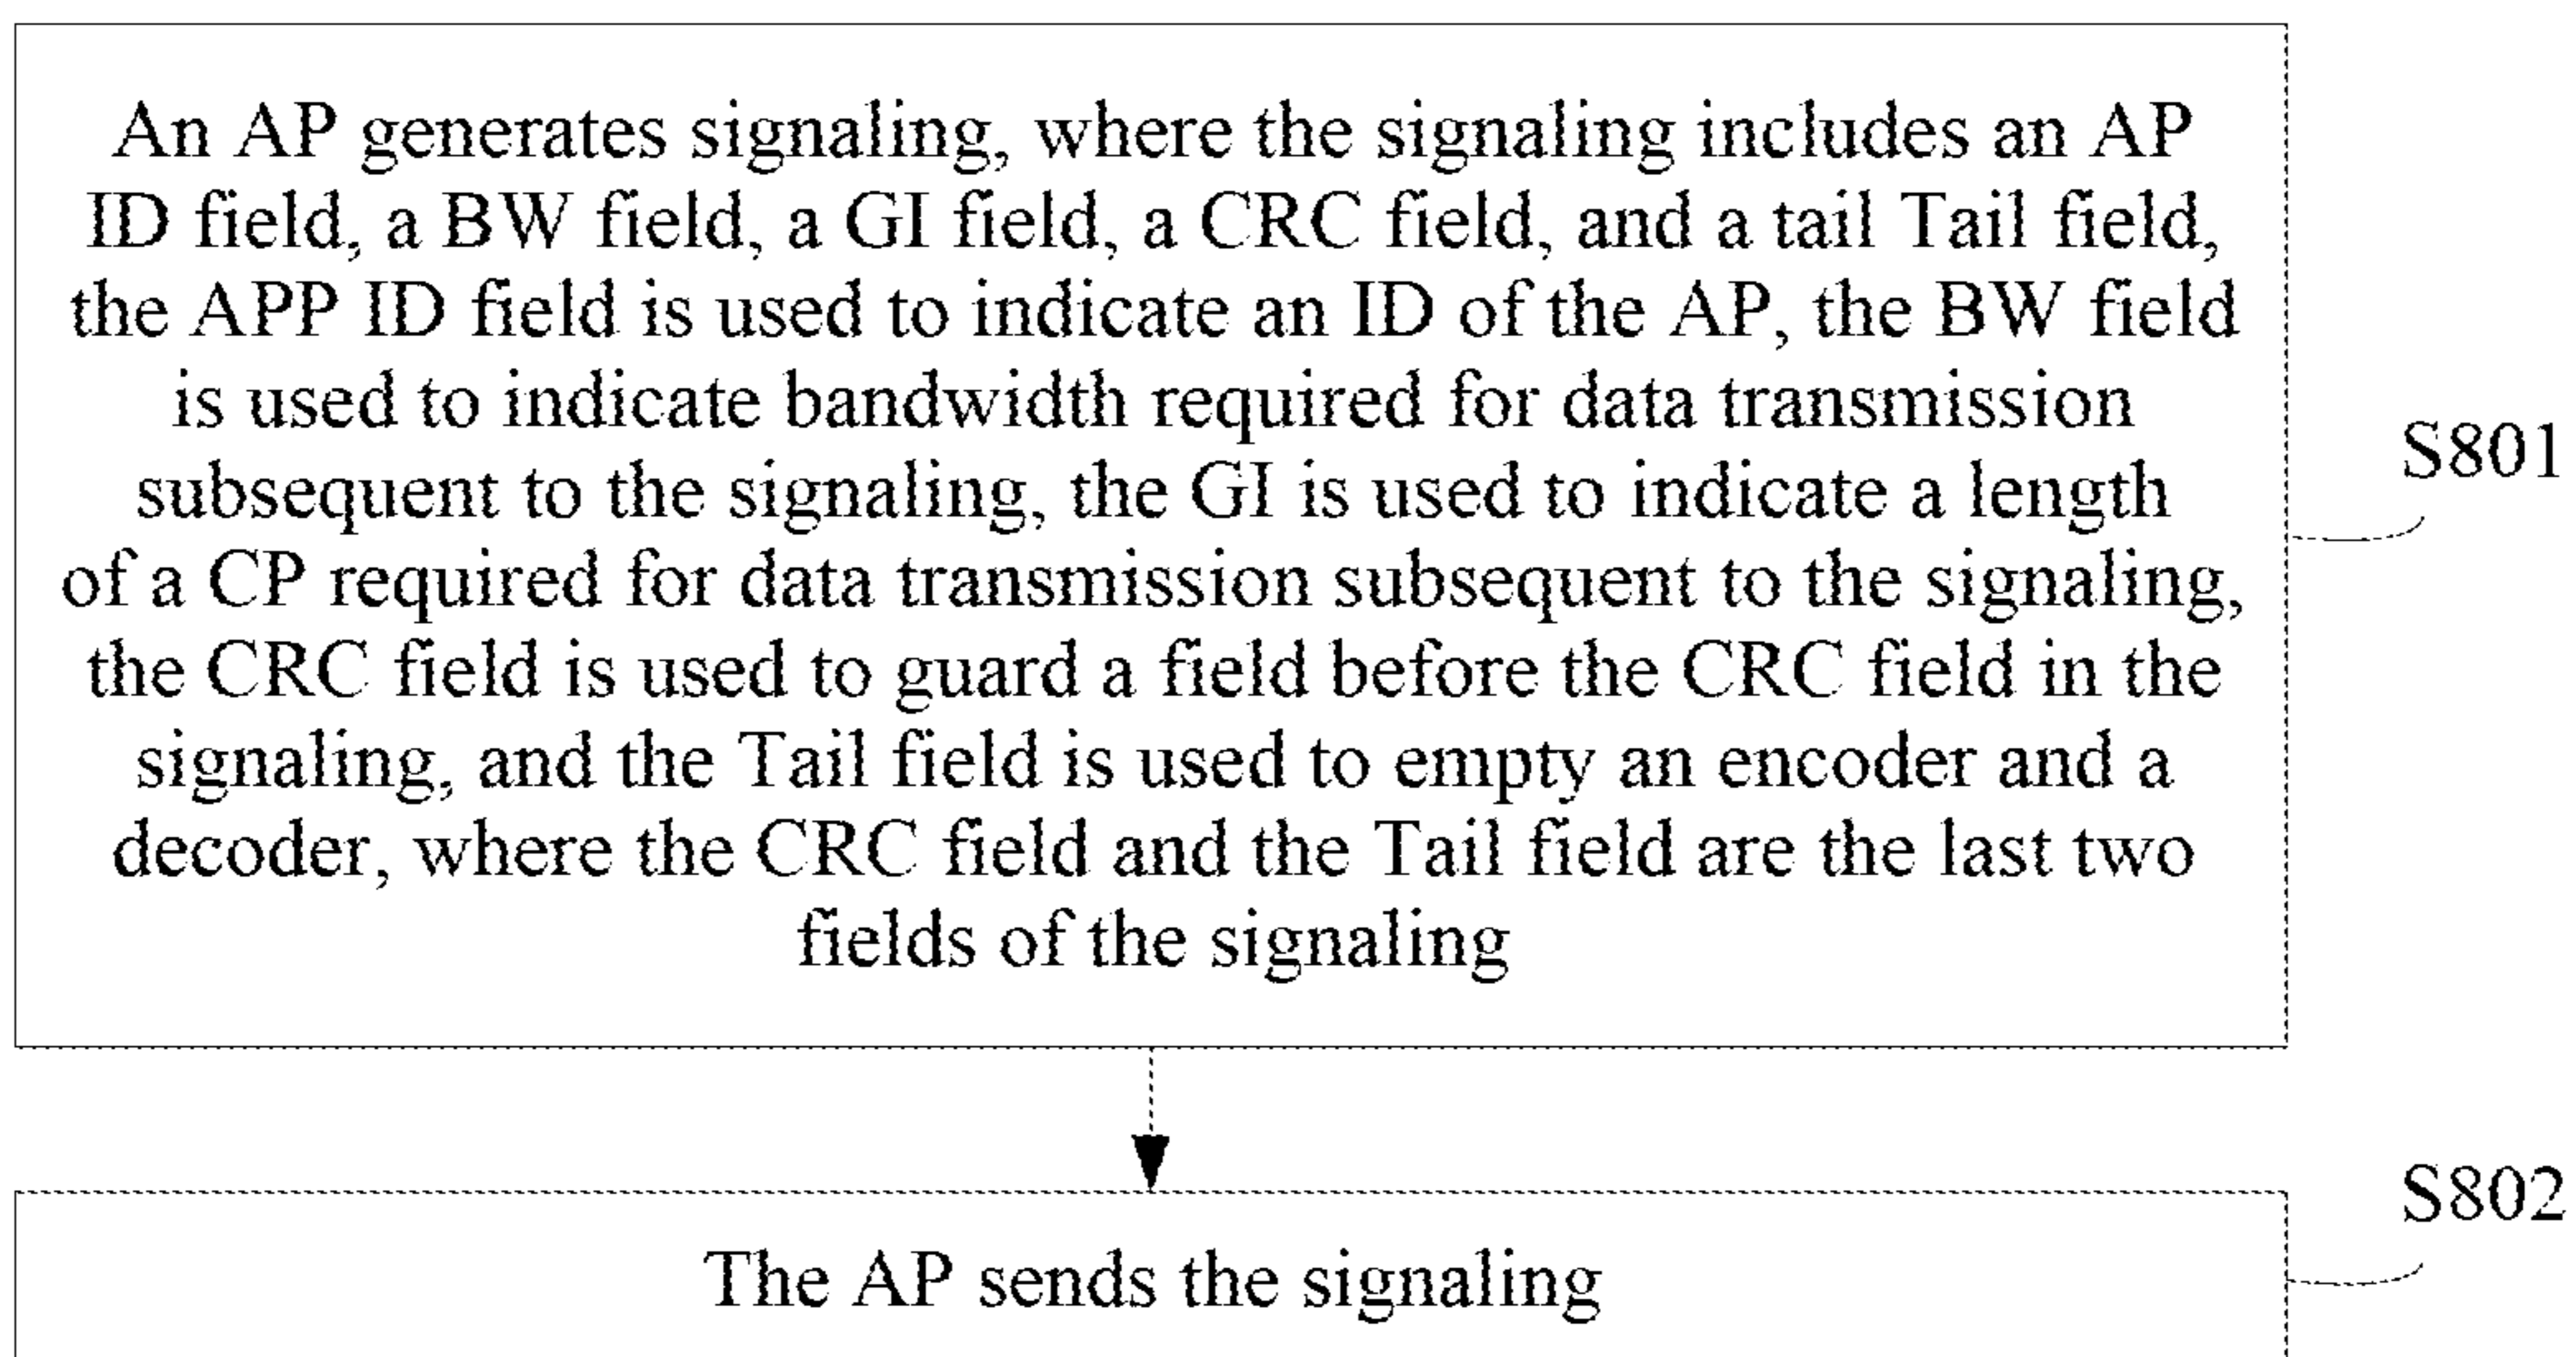 An AP generates signaling, where the signaling includes an AP
ID field, a BW field, a GI field, a CRC field, and a tail Tail field,
the APP ID field is used to indicate an ID of the AP, the BW field
is used to indicate bandwidth required for data transmission
subsequent to the signaling, the GI is used to indicate a length
of a CP required for data transmission subsequent to the signaling,
the CRC field is used to guard a field before the CRC field in the
signaling, and the Tail field is used to empty an encoder and a
decoder, where the CRC field and the Tail field are the last two
fields of the signaling
S801
The AP sends the signaling
S802